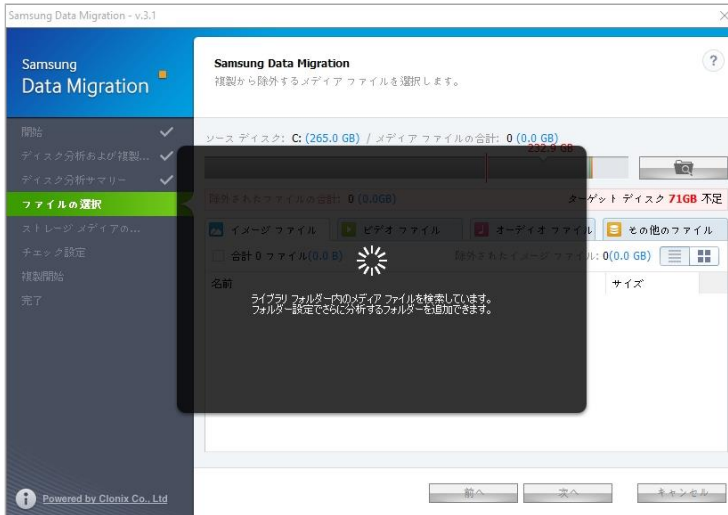 Samsung Data Migration - v.3.1
Samsung
Data Migration
Samsung Data Migration
複製から除外するメディア ファイルを選択します。
?
開始
ディスク分析および複製...
ディスク分析サマリー
ファイルの選択
ストレージ メディアの...
チェック設定
複製開始
完了
ソース ディスク: C: (265.0 GB) / メディア ファイルの合計: 0 (0.0 GB)
232.9 GB
除外されたファイルの合計: 0 (0.0GB)
ターゲット ディスク 71GB 不足
イメージ ファイル
ビデオ ファイル
オーディオ ファイル
その他のファイル
合計 0 ファイル(0.0 B)
除外されたイメージ ファイル: 0(0.0 GB)
名前
サイズ
ライブラリ フォルダー内のメディア ファイルを検索しています。
フォルダー設定でさらに分析するフォルダーを追加できます。
Powered by Clonix Co., Ltd
前へ
次へ
キャンセル